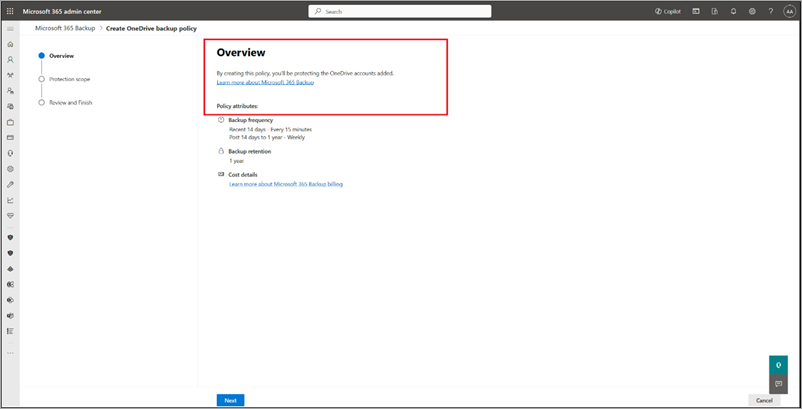 Microsoft 365 admin center
Search
Copilot
?
AA
Microsoft 365 Backup > Create OneDrive backup policy
Overview
Protection scope
Review and Finish
Overview
By creating this policy, you'll be protecting the OneDrive accounts added.
Learn more about Microsoft 365 Backup
Policy attributes:
Backup frequency
Recent 14 days - Every 15 minutes
Post 14 days to 1 year - Weekly
Backup retention
1 year
Cost details
Learn more about Microsoft 365 Backup billing
Next
Cancel